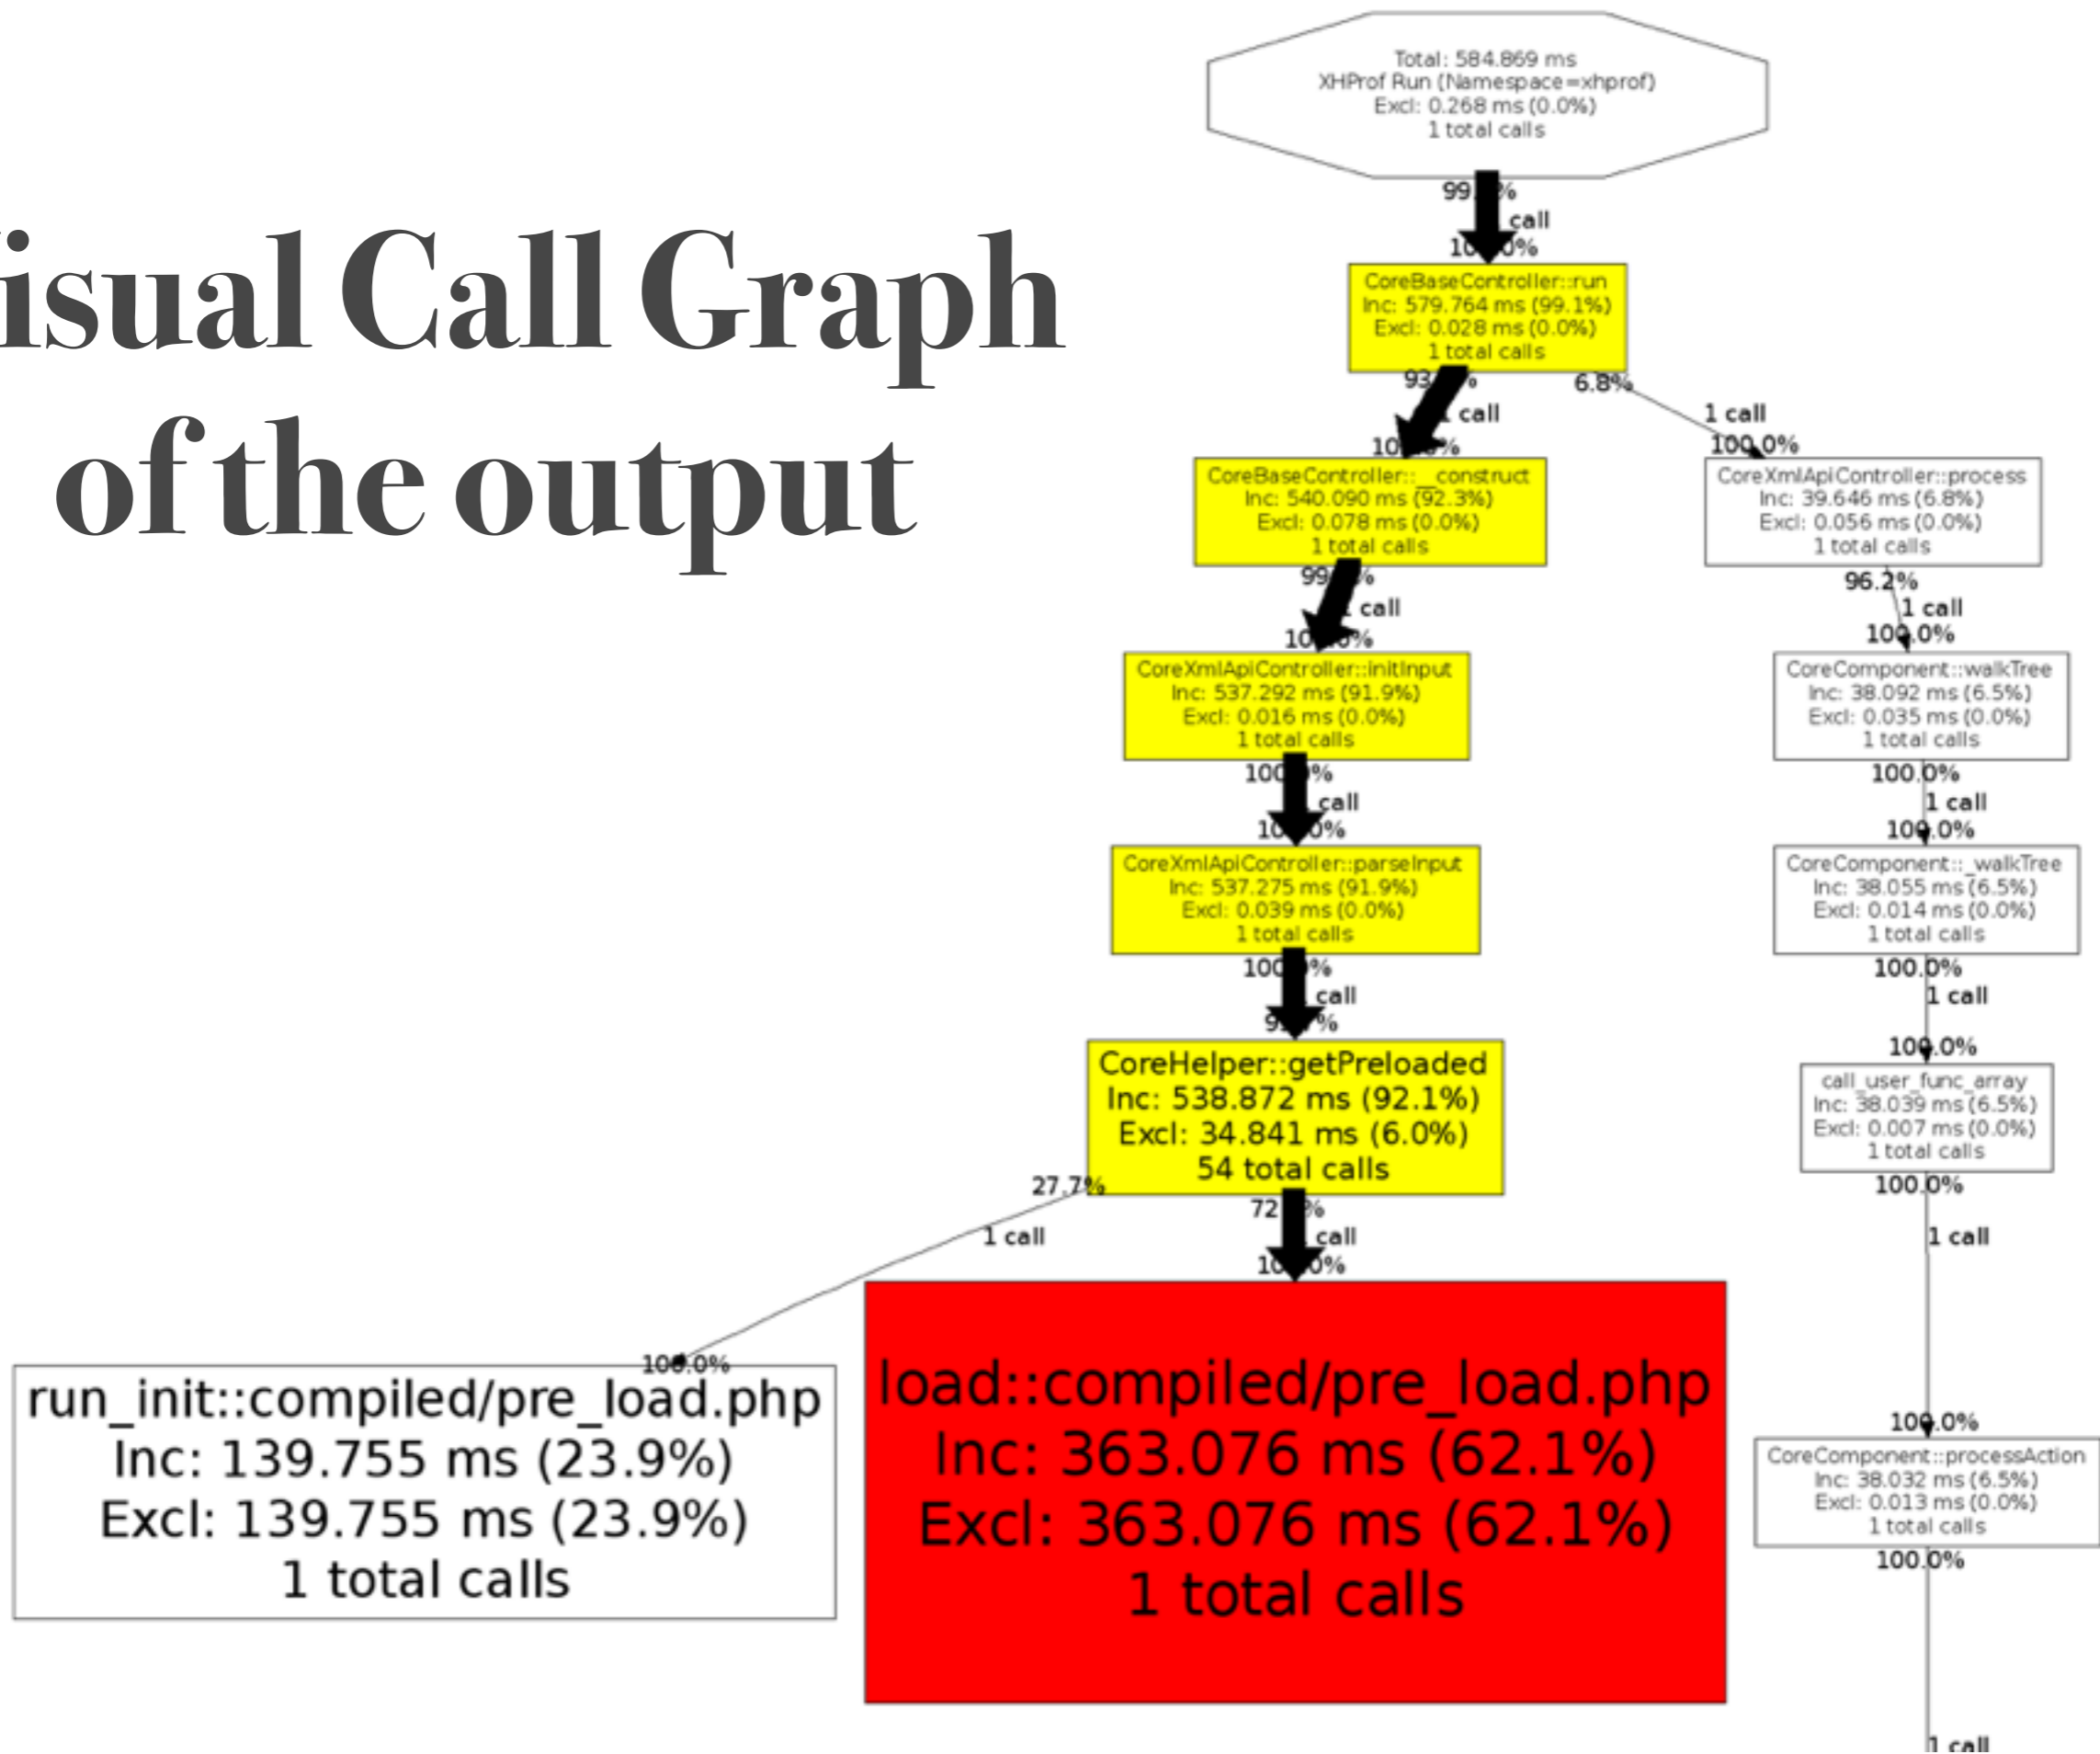 isual Call Graph
of the output
Total: 584.869 ms
XHProf Run (Namespace=xhprof)
Excl: 0.268 ms (0.0%)
1 total calls
call
CoreBaseController::run
Inc: 579.764 ms (99.1%)
Excl: 0.028 ms (0.0%)
1 total calls
6.8%
1 call
100.0%
call
CoreBaseController::__construct
Inc: 540.090 ms (92.3%)
Excl: 0.078 ms (0.0%)
1 total calls
CoreXmlApiController::process
Inc: 39.646 ms (6.8%)
Excl: 0.056 ms (0.0%)
1 total calls
call
96.2%
1 call
100.0%
CoreXmlApiController::initInput
Inc: 537.292 ms (91.9%)
Excl: 0.016 ms (0.0%)
1 total calls
CoreComponent::walkTree
Inc: 38.092 ms (6.5%)
Excl: 0.035 ms (0.0%)
1 total calls
call
100.0%
1 call
100.0%
CoreXmlApiController::parseInput
Inc: 537.275 ms (91.9%)
Excl: 0.039 ms (0.0%)
1 total calls
CoreComponent::_walkTree
Inc: 38.055 ms (6.5%)
Excl: 0.014 ms (0.0%)
1 total calls
call
100.0%
1 call
100.0%
CoreHelper::getPreloaded
Inc: 538.872 ms (92.1%)
Excl: 34.841 ms (6.0%)
54 total calls
call_user_func_array
Inc: 38.039 ms (6.5%)
Excl: 0.007 ms (0.0%)
1 total calls
27.7%
1 call
100.0%
call
100.0%
1 call
100.0%
run_init::compiled/pre_load.php
Inc: 139.755 ms (23.9%)
Excl: 139.755 ms (23.9%)
1 total calls
load::compiled/pre_load.php
Inc: 363.076 ms (62.1%)
Excl: 363.076 ms (62.1%)
1 total calls
CoreComponent::processAction
Inc: 38.032 ms (6.5%)
Excl: 0.013 ms (0.0%)
1 total calls
100.0%
1 call